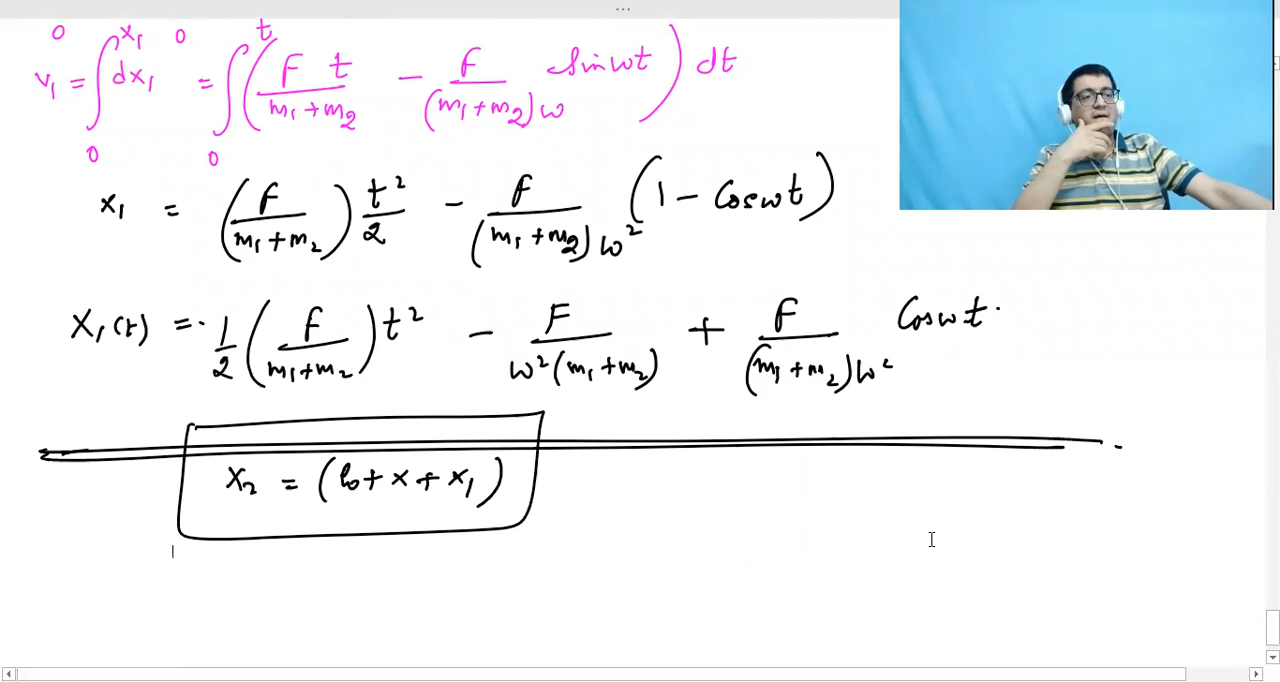 v₁ = ∫₀^{x₁} dx₁ = ∫₀^{t} ( F t / (m₁+m₂) − F / ((m₁+m₂)ω) sinωt ) dt
x₁ = ( F / (m₁+m₂) ) t²/2 − F / ((m₁+m₂)ω²) (1 − cosωt)
x₁(t) = 1/2 ( F / (m₁+m₂) ) t² − F / (ω²(m₁+m₂)) + F / ((m₁+m₂)ω²) cosωt.
x₂ = (l₀ + x + x₁)